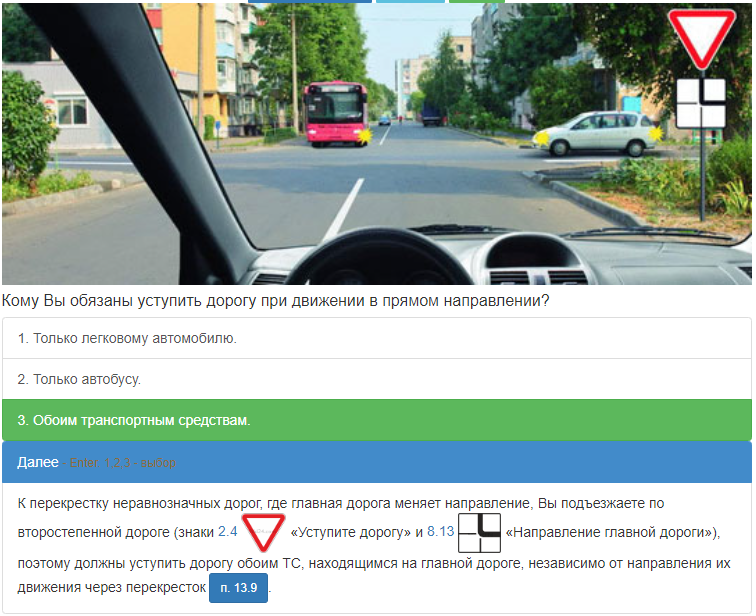 Кому Вы обязаны уступить дорогу при движении в прямом направлении?
1. Только легковому автомобилю.
2. Только автобусу.
3. Обоим транспортным средствам.
Далее - Enter. 1,2,3 - выбор
К перекрестку неравнозначных дорог, где главная дорога меняет направление, Вы подъезжаете по
второстепенной дороге (знаки 2.4 «Уступите дорогу» и 8.13 «Направление главной дороги»),
поэтому должны уступить дорогу обоим ТС, находящимся на главной дороге, независимо от направления их
движения через перекресток п. 13.9.